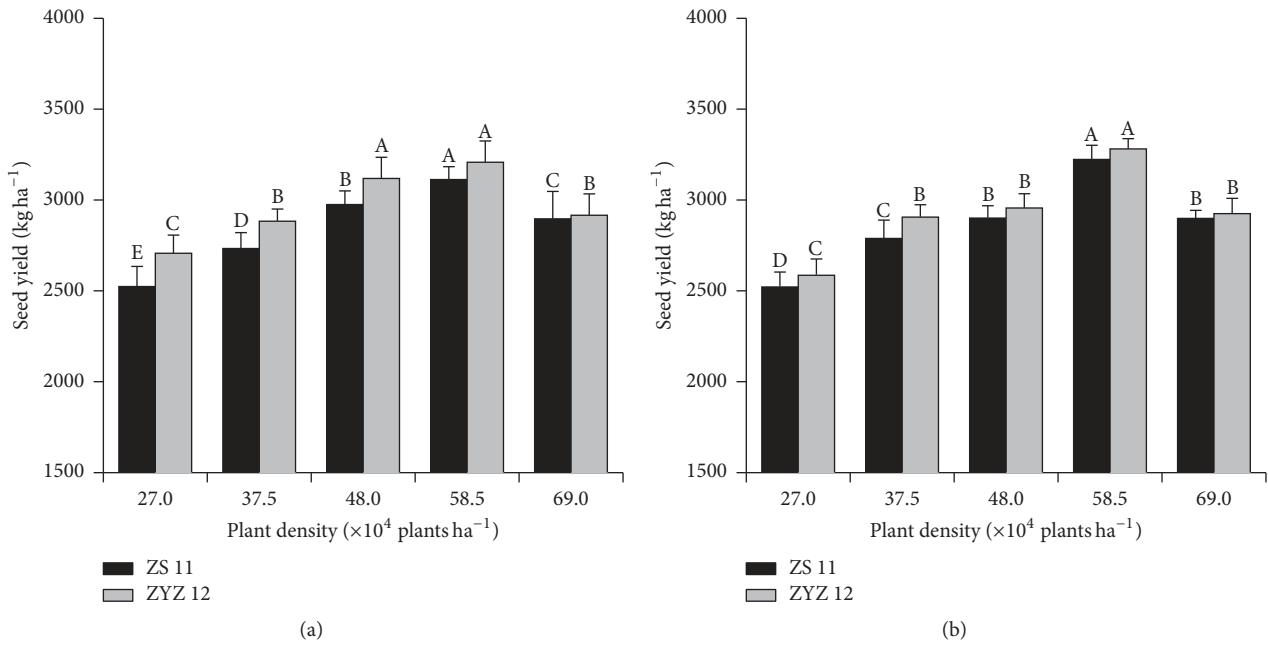 4000
3500
3000
2500
2000
1500
Seed yield (kg ha⁻¹)
E C D B B A A A C B
27.0 37.5 48.0 58.5 69.0
Plant density (×10⁴ plants ha⁻¹)
ZS 11
ZYZ 12
(a)
4000
3500
3000
2500
2000
1500
Seed yield (kg ha⁻¹)
D C C B B B A A B B
27.0 37.5 48.0 58.5 69.0
Plant density (×10⁴ plants ha⁻¹)
ZS 11
ZYZ 12
(b)